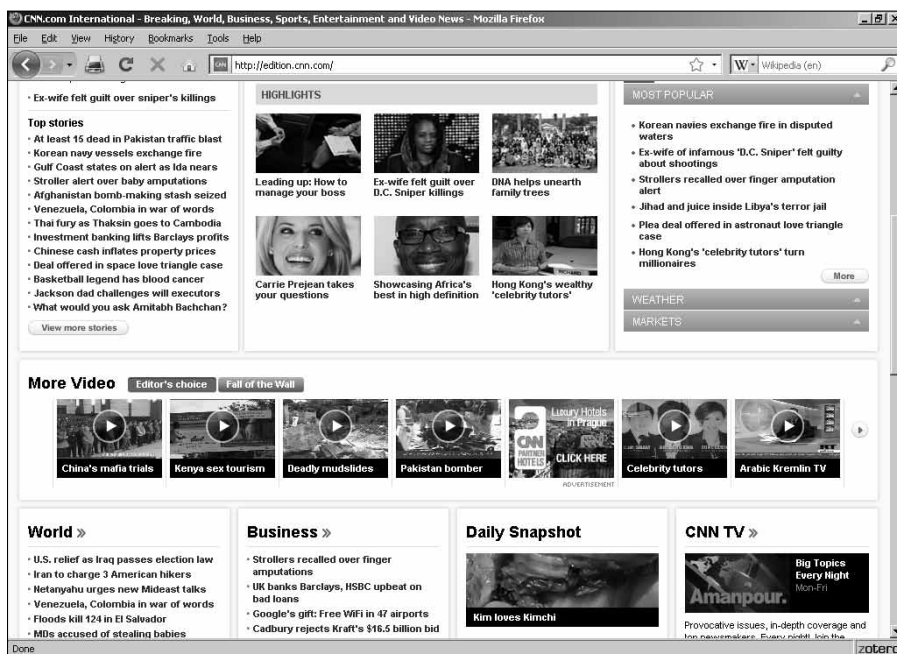 CNN.com International - Breaking, World, Business, Sports, Entertainment and Video News - Mozilla Firefox
File Edit View History Bookmarks Tools Help
CNN http://edition.cnn.com/
W Wikipedia (en)
Ex-wife felt guilt over sniper's killings
Top stories
At least 15 dead in Pakistan traffic blast
Korean navy vessels exchange fire
Gulf Coast states on alert as Ida nears
Stroller alert over baby amputations
Afghanistan bomb-making stash seized
Venezuela, Colombia in war of words
Thai fury as Thaksin goes to Cambodia
Investment banking lifts Barclays profits
Chinese cash inflates property prices
Deal offered in space love triangle case
Basketball legend has blood cancer
Jackson dad challenges will executors
What would you ask Amitabh Bachchan?
View more stories
HIGHLIGHTS
Leading up: How to
manage your boss
Ex-wife felt guilt over
D.C. Sniper killings
DNA helps unearth
family trees
Carrie Prejean takes
your questions
Showcasing Africa's
best in high definition
RICHARD
Hong Kong's wealthy
'celebrity tutors'
MOST POPULAR
Korean navies exchange fire in disputed
waters
Ex-wife of infamous 'D.C. Sniper' felt guilty
about shootings
Strollers recalled over finger amputation
alert
Jihad and juice inside Libya's terror jail
Plea deal offered in astronaut love triangle
case
Hong Kong's 'celebrity tutors' turn
millionaires
More
WEATHER
MARKETS
More Video Editor's choice Fall of the Wall
China's mafia trials
Kenya sex tourism
Deadly mudslides
Pakistan bomber
Luxury Hotels
in Prague
CNN
PARTNER
HOTELS
CLICK HERE
ADVERTISEMENT
Celebrity tutors
Arabic Kremlin TV
World »
U.S. relief as Iraq passes election law
Iran to charge 3 American hikers
Netanyahu urges new Mideast talks
Venezuela, Colombia in war of words
Floods kill 124 in El Salvador
MDs accused of stealing babies
Business »
Strollers recalled over finger
amputations
UK banks Barclays, HSBC upbeat on
bad loans
Google's gift: Free WiFi in 47 airports
Cadbury rejects Kraft's $16.5 billion bid
Daily Snapshot
Kim loves Kimchi
CNN TV »
Amanpour.
Big Topics
Every Night
Mon-Fri
Provocative issues, in-depth coverage and
top newsmakers. Every night! Join the
Done
zotero